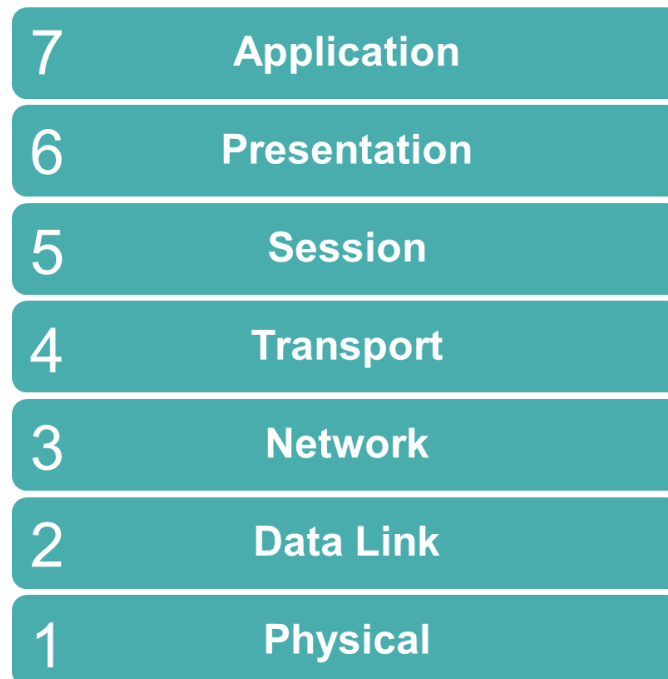 7 Application
6 Presentation
5 Session
4 Transport
3 Network
2 Data Link
1 Physical